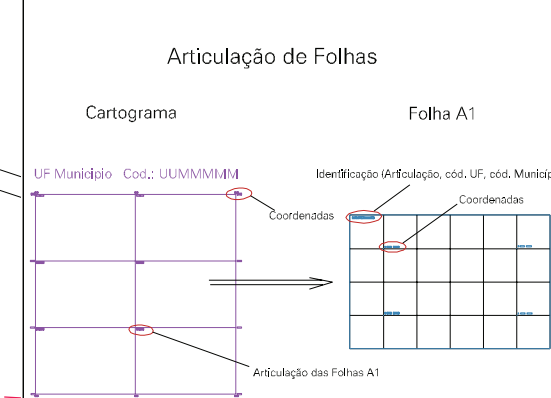 Articulação de Folhas
Cartograma
Folha A1
UF Municipio Cod.: UUMMMMM
Identificação (Articulação, cód. UF, cód. Municíp
Coordenadas
Coordenadas
Articulação das Folhas A1